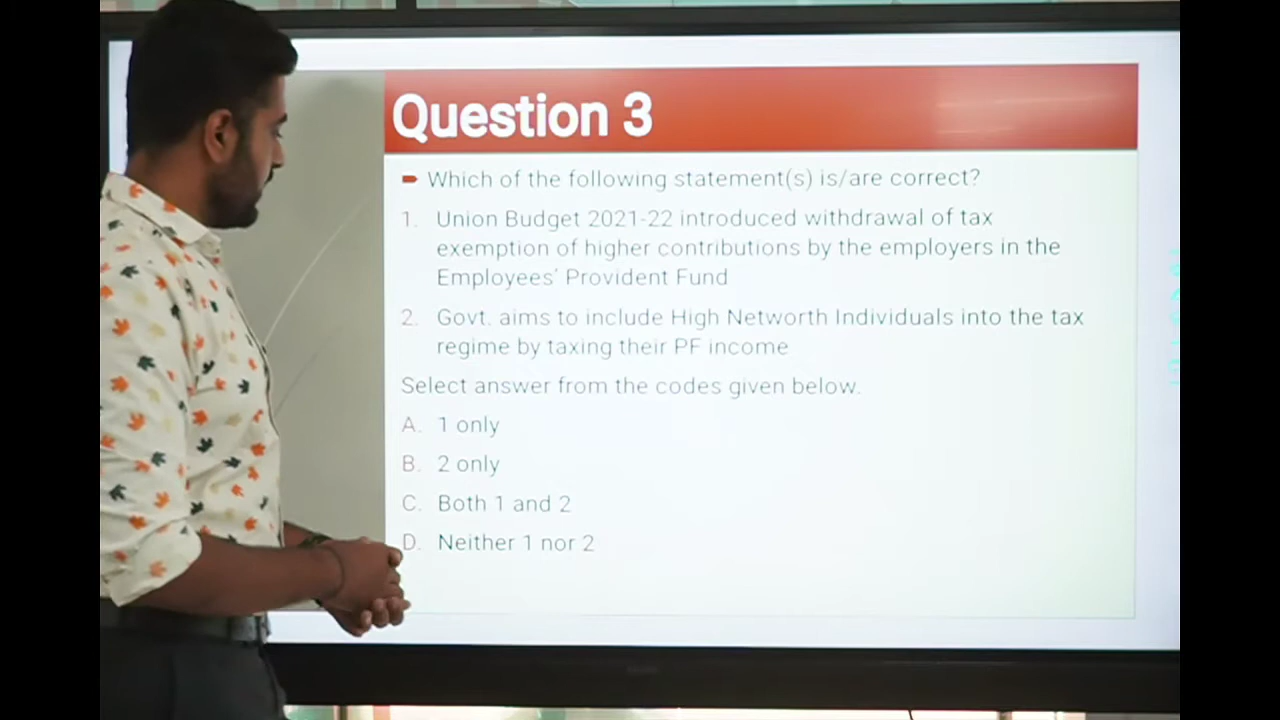 Question 3
Which of the following statement(s) is/are correct?
1. Union Budget 2021-22 introduced withdrawal of tax
exemption of higher contributions by the employers in the
Employees' Provident Fund
2. Govt. aims to include High Networth Individuals into the tax
regime by taxing their PF income
Select answer from the codes given below.
A. 1 only
B. 2 only
C. Both 1 and 2
D. Neither 1 nor 2